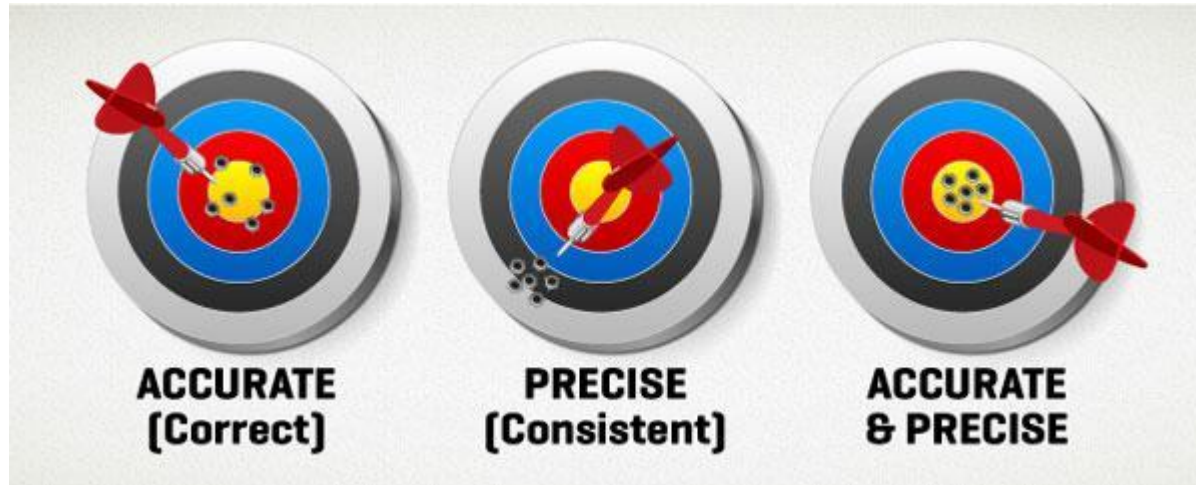 ACCURATE
(Correct)
PRECISE
(Consistent)
ACCURATE
& PRECISE